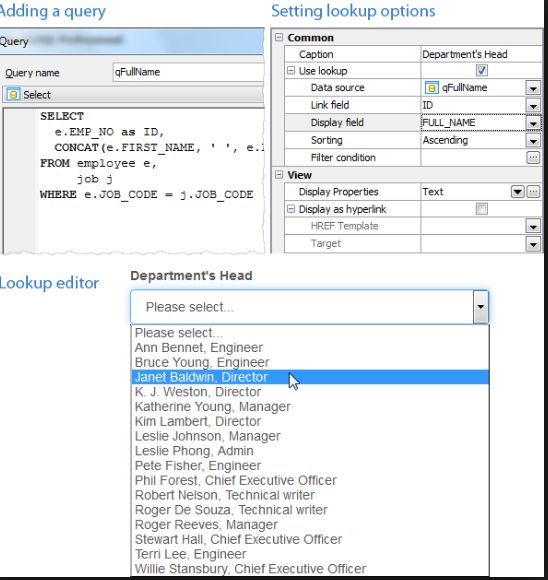 Adding a query
Query
Query name
qFullName
Select
SELECT
e.EMP_NO as ID,
CONCAT(e.FIRST_NAME, ' ', e.
FROM employee e,
job j
WHERE e.JOB_CODE = j.JOB_CODE
Setting lookup options
Common
Caption Department's Head
Use lookup
Data source qFullName
Link field ID
Display field FULL_NAME
Sorting Ascending
Filter condition
View
Display Properties Text
Display as hyperlink
HREF Template
Target
Lookup editor
Department's Head
Please select...
Please select...
Ann Bennet, Engineer
Bruce Young, Engineer
Janet Baldwin, Director
K. J. Weston, Director
Katherine Young, Manager
Kim Lambert, Director
Leslie Johnson, Manager
Leslie Phong, Admin
Pete Fisher, Engineer
Phil Forest, Chief Executive Officer
Robert Nelson, Technical writer
Roger De Souza, Technical writer
Roger Reeves, Manager
Stewart Hall, Chief Executive Officer
Terri Lee, Engineer
Willie Stansbury, Chief Executive Officer